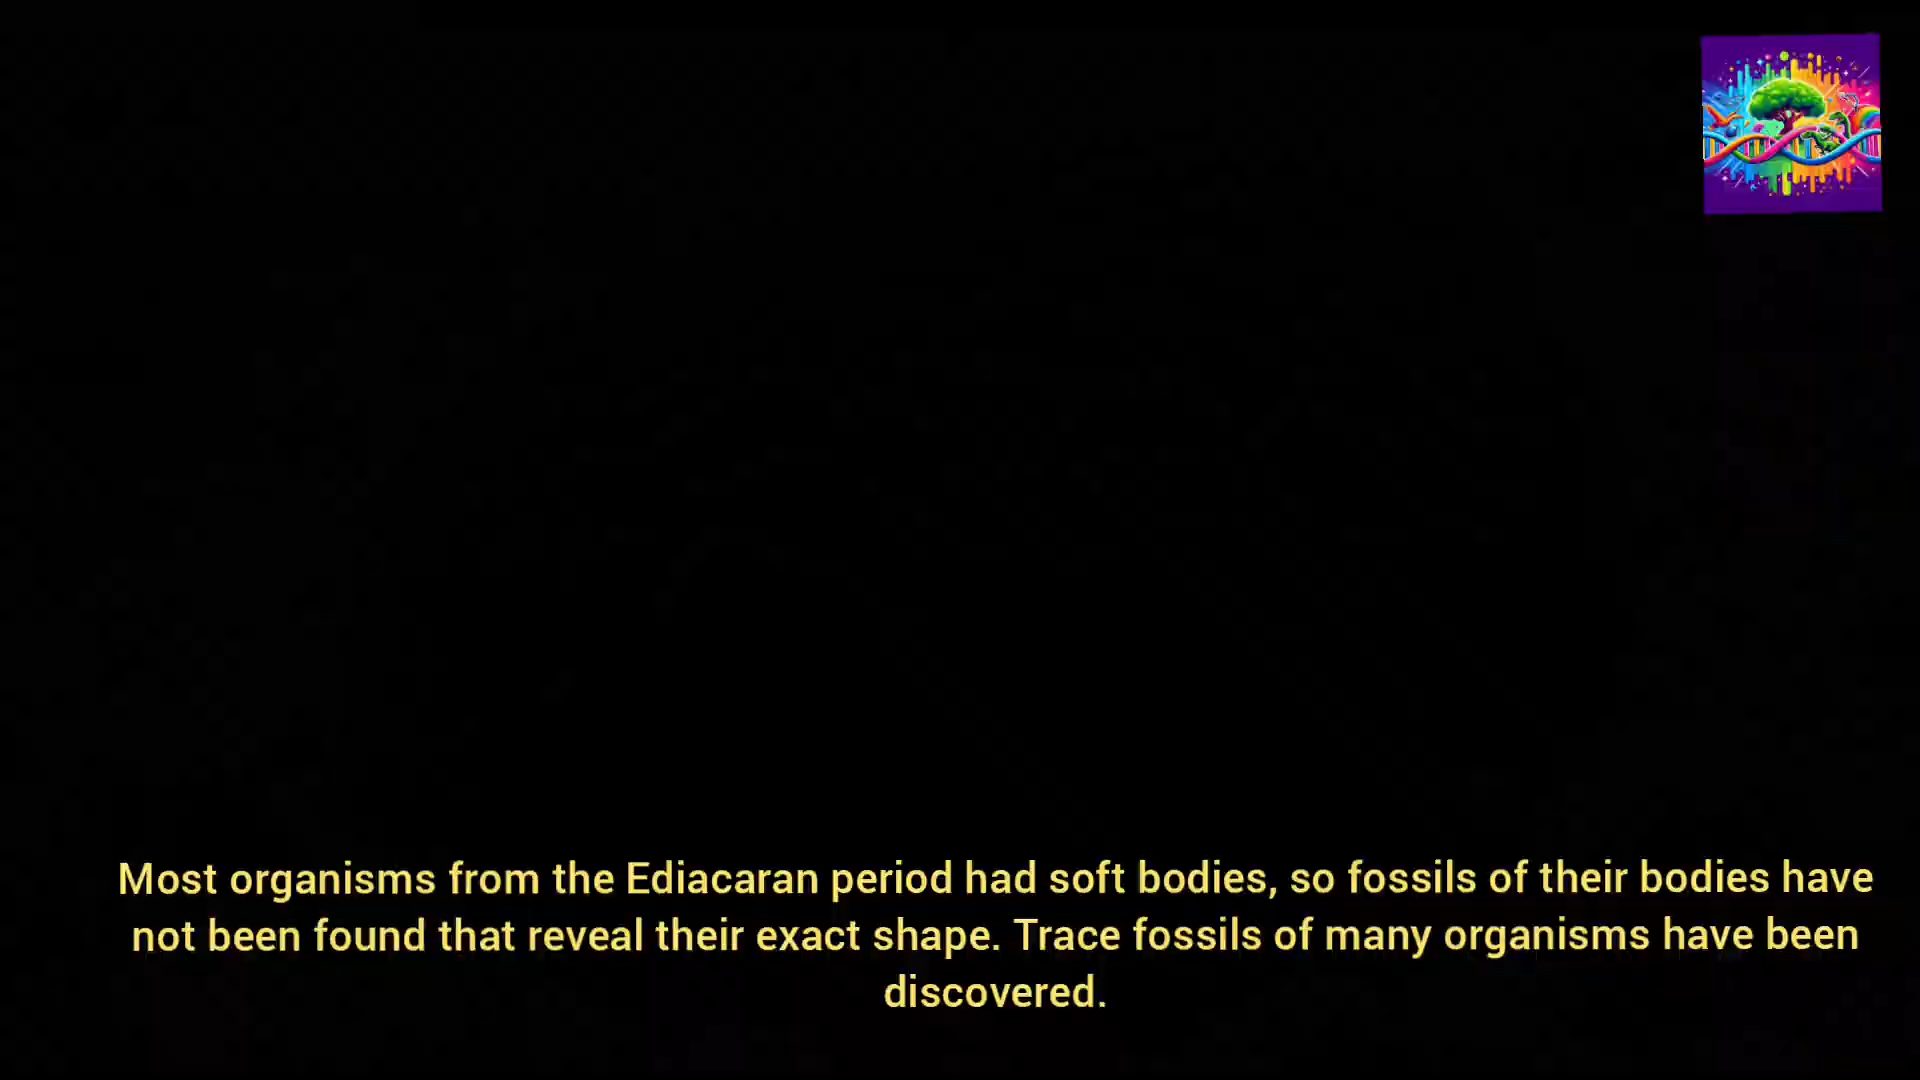 Most organisms from the Ediacaran period had soft bodies, so fossils of their bodies have
not been found that reveal their exact shape. Trace fossils of many organisms have been
discovered.